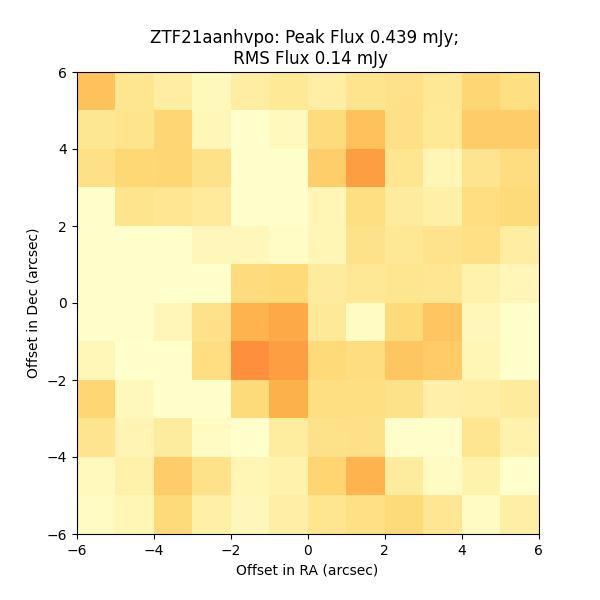 ZTF21aanhvpo: Peak Flux 0.439 mJy;
RMS Flux 0.14 mJy
6
4
2
0
−2
−4
−6
Offset in Dec (arcsec)
−6 −4 −2 0 2 4 6
Offset in RA (arcsec)